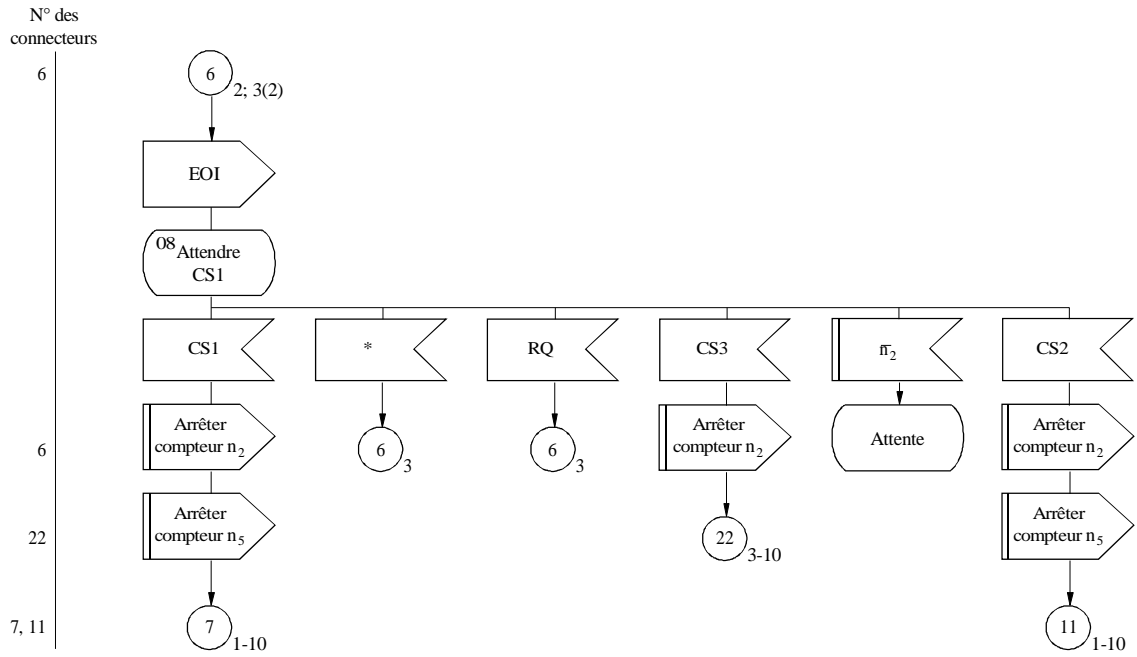 N° des
connecteurs
6
6
2; 3(2)
EOI
08
Attendre
CS1
CS1
*
RQ
CS3
n̅2
CS2
Arrêter
compteur n2
6
3
6
3
Arrêter
compteur n2
Attente
Arrêter
compteur n2
6
Arrêter
compteur n5
22
3-10
Arrêter
compteur n5
22
7, 11
7
1-10
11
1-10